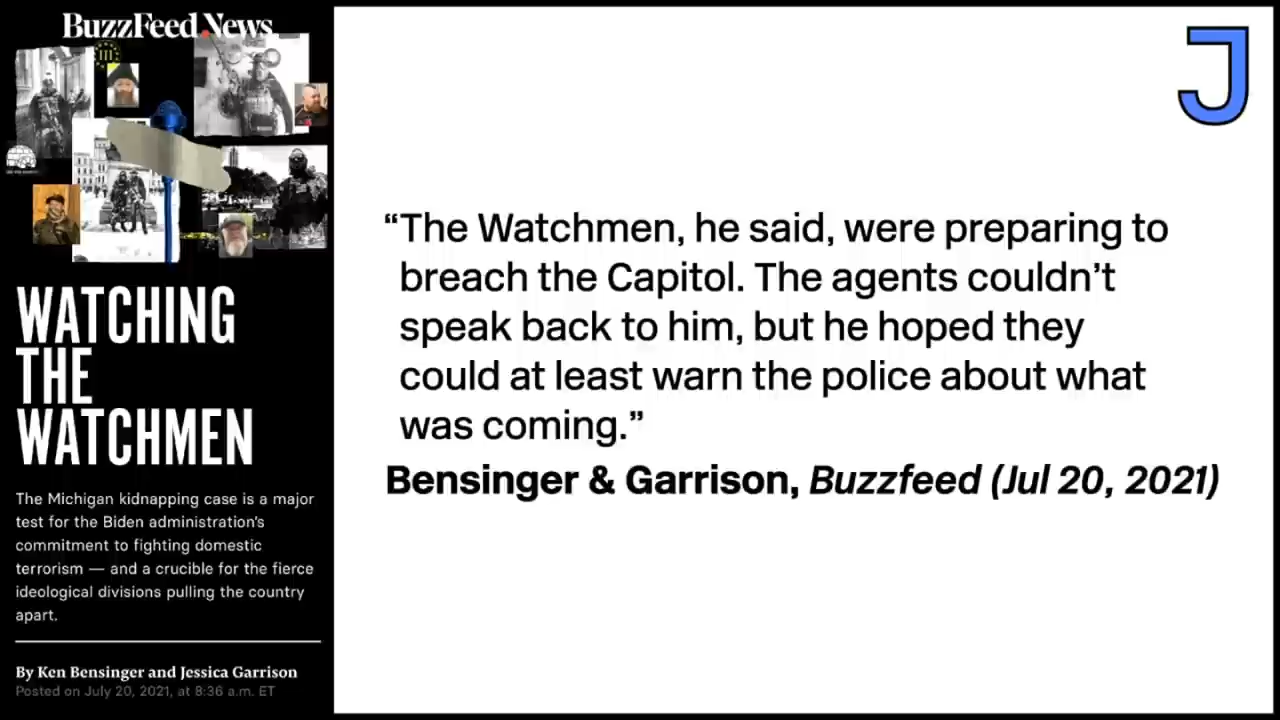 BuzzFeed News
III
WATCHING
THE
WATCHMEN
The Michigan kidnapping case is a major
test for the Biden administration's
commitment to fighting domestic
terrorism — and a crucible for the fierce
ideological divisions pulling the country
apart.
By Ken Bensinger and Jessica Garrison
Posted on July 20, 2021, at 8:36 a.m. ET
J
“The Watchmen, he said, were preparing to
breach the Capitol. The agents couldn’t
speak back to him, but he hoped they
could at least warn the police about what
was coming.”
Bensinger & Garrison, Buzzfeed (Jul 20, 2021)